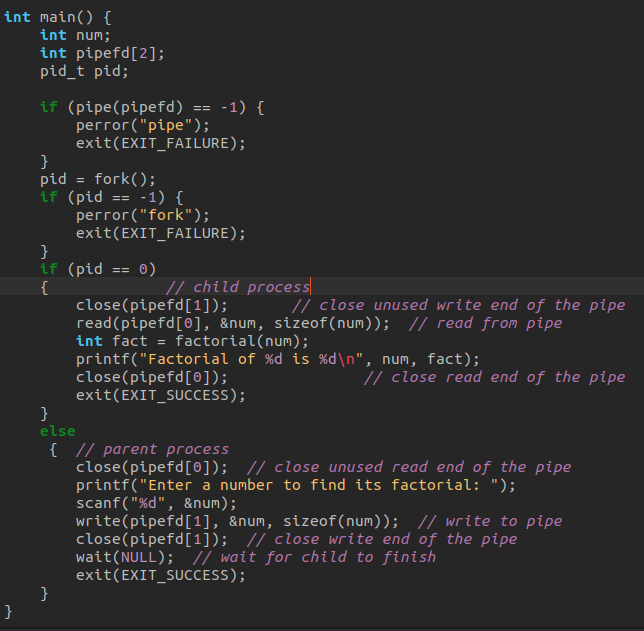 int main() {
    int num;
    int pipefd[2];
    pid_t pid;

    if (pipe(pipefd) == -1) {
        perror("pipe");
        exit(EXIT_FAILURE);
    }
    pid = fork();
    if (pid == -1) {
        perror("fork");
        exit(EXIT_FAILURE);
    }
    if (pid == 0)
    {             // child process
        close(pipefd[1]);       // close unused write end of the pipe
        read(pipefd[0], &num, sizeof(num));  // read from pipe
        int fact = factorial(num);
        printf("Factorial of %d is %d\n", num, fact);
        close(pipefd[0]);               // close read end of the pipe
        exit(EXIT_SUCCESS);
    }
    else
     {  // parent process
        close(pipefd[0]);  // close unused read end of the pipe
        printf("Enter a number to find its factorial: ");
        scanf("%d", &num);
        write(pipefd[1], &num, sizeof(num));  // write to pipe
        close(pipefd[1]);  // close write end of the pipe
        wait(NULL);  // wait for child to finish
        exit(EXIT_SUCCESS);
    }
}